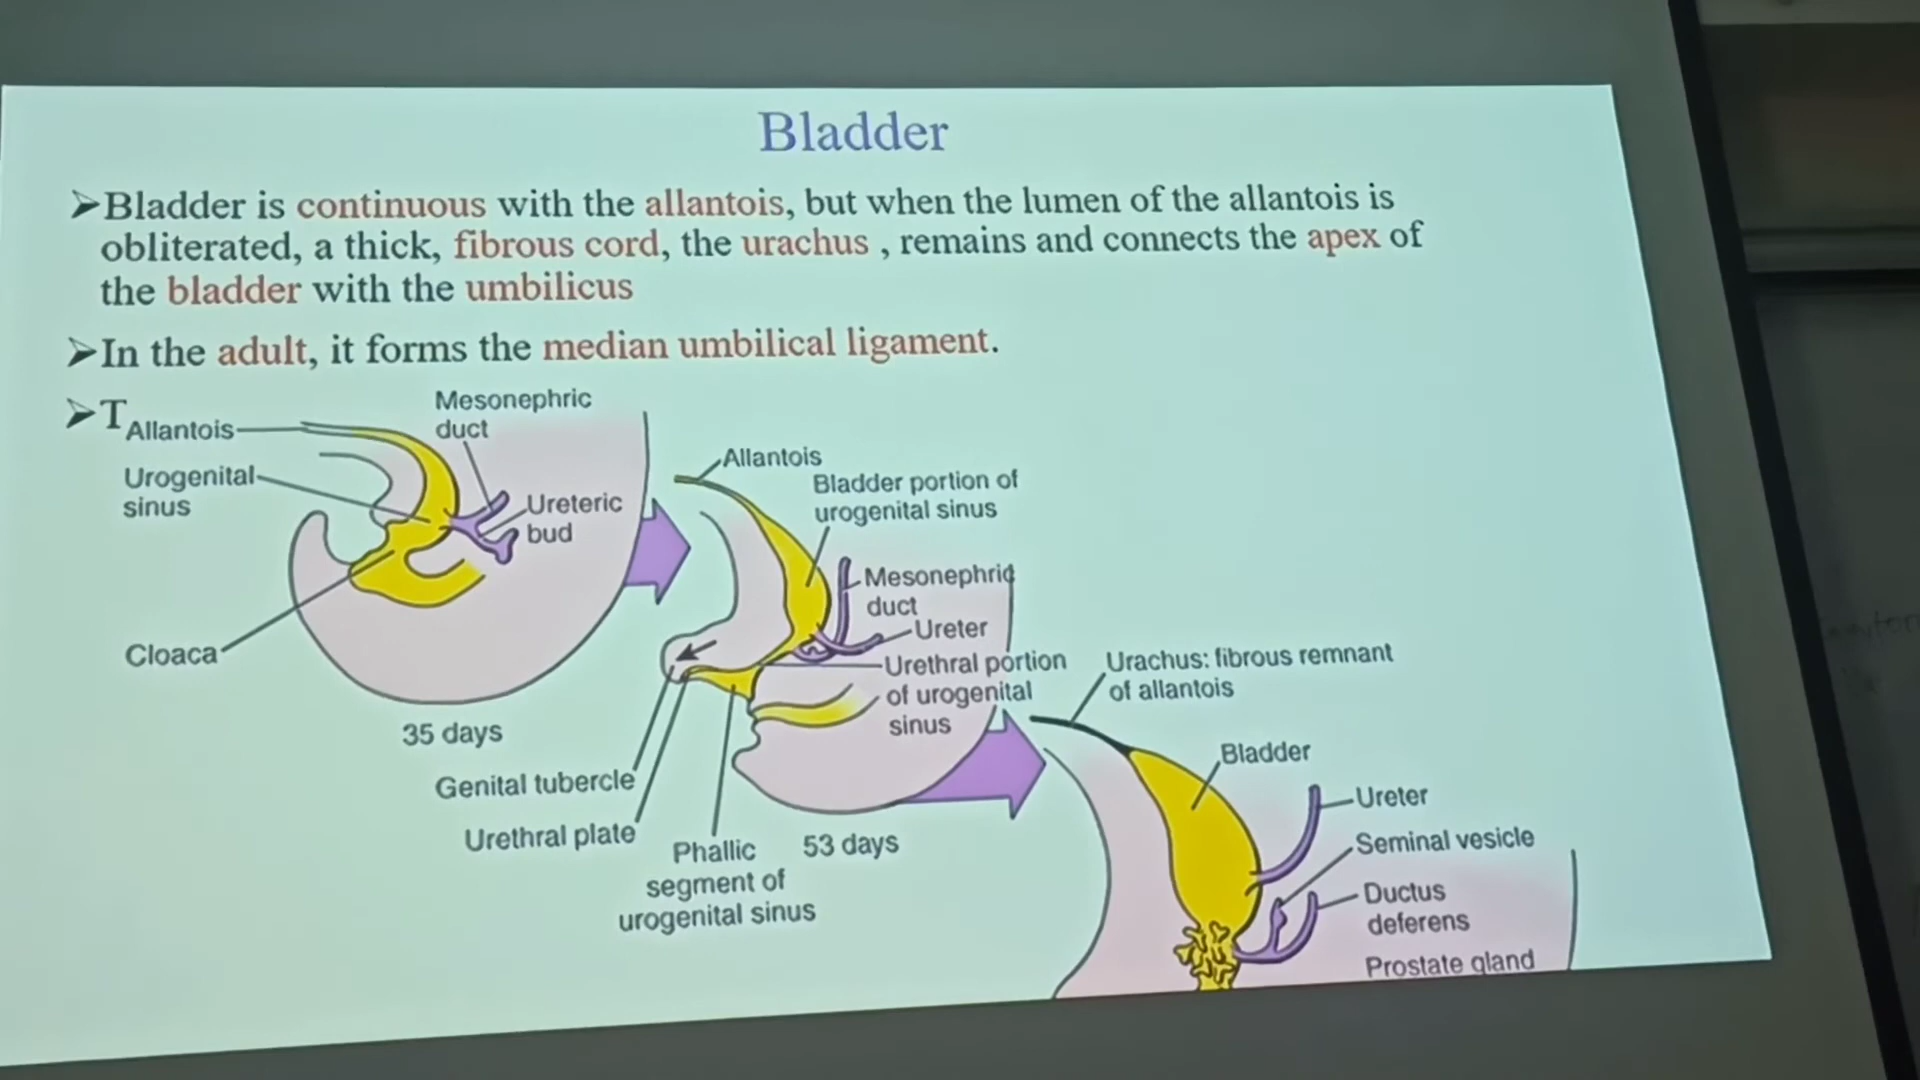 Bladder
➢Bladder is continuous with the allantois, but when the lumen of the allantois is
obliterated, a thick, fibrous cord, the urachus , remains and connects the apex of
the bladder with the umbilicus
➢In the adult, it forms the median umbilical ligament.
➢T
Allantois
Mesonephric
duct
Urogenital
sinus
Ureteric
bud
Cloaca
35 days
Allantois
Bladder portion of
urogenital sinus
Mesonephric
duct
Ureter
Urethral portion
of urogenital
sinus
Genital tubercle
Urethral plate
Phallic
segment of
urogenital sinus
53 days
Urachus: fibrous remnant
of allantois
Bladder
Ureter
Seminal vesicle
Ductus
deferens
Prostate gland